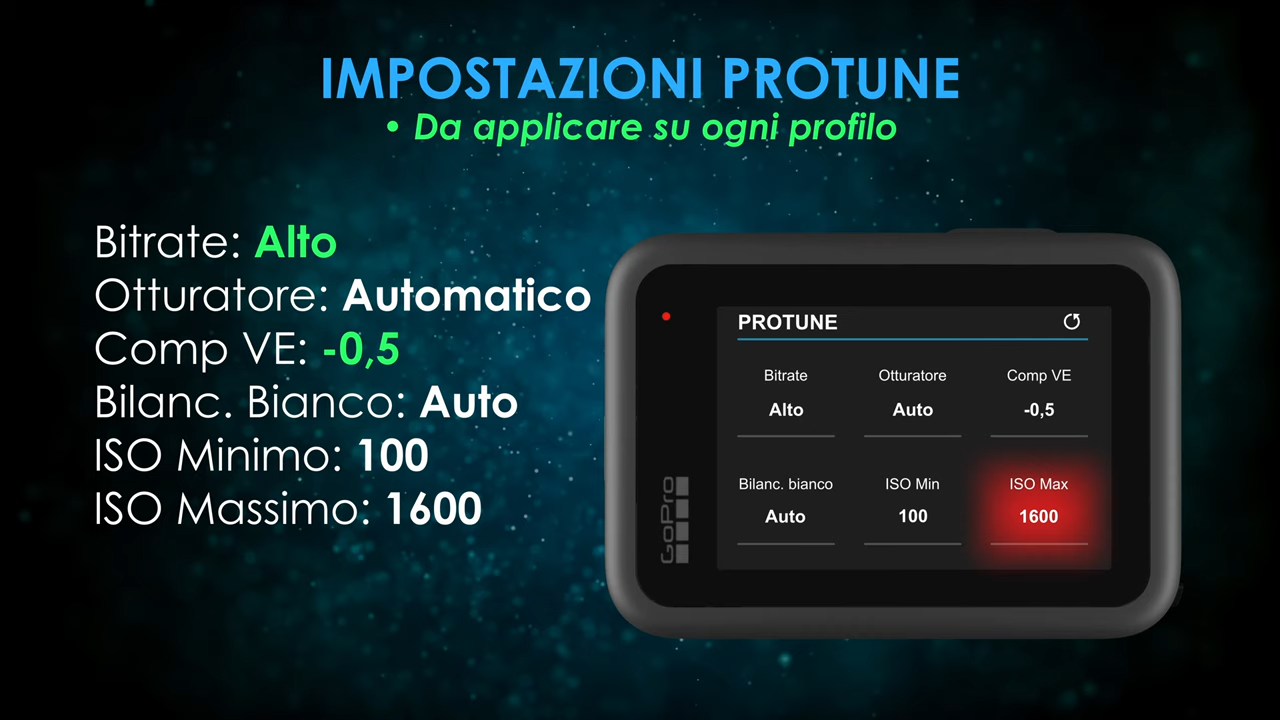 IMPOSTAZIONI PROTUNE
• Da applicare su ogni profilo
Bitrate: Alto
Otturatore: Automatico
Comp VE: -0,5
Bilanc. Bianco: Auto
ISO Minimo: 100
ISO Massimo: 1600
PROTUNE
Bitrate Otturatore Comp VE
Alto Auto -0,5
Bilanc. bianco ISO Min ISO Max
Auto 100 1600
GoPro